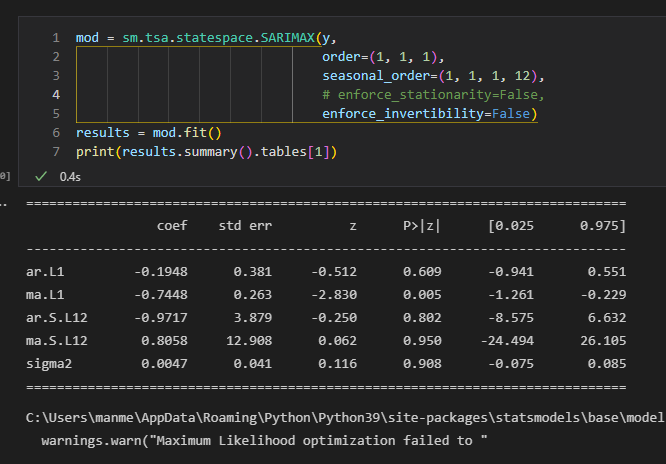 1 mod = sm.tsa.statespace.SARIMAX(y,
2 order=(1, 1, 1),
3 seasonal_order=(1, 1, 1, 12),
4 # enforce_stationarity=False,
5 enforce_invertibility=False)
6 results = mod.fit()
7 print(results.summary().tables[1])
0] ✓ 0.4s
..
==============================================================================
coef std err z P>|z| [0.025 0.975]
------------------------------------------------------------------------------
ar.L1 -0.1948 0.381 -0.512 0.609 -0.941 0.551
ma.L1 -0.7448 0.263 -2.830 0.005 -1.261 -0.229
ar.S.L12 -0.9717 3.879 -0.250 0.802 -8.575 6.632
ma.S.L12 0.8058 12.908 0.062 0.950 -24.494 26.105
sigma2 0.0047 0.041 0.116 0.908 -0.075 0.085
==============================================================================
C:\Users\manme\AppData\Roaming\Python\Python39\site-packages\statsmodels\base\model
warnings.warn("Maximum Likelihood optimization failed to "